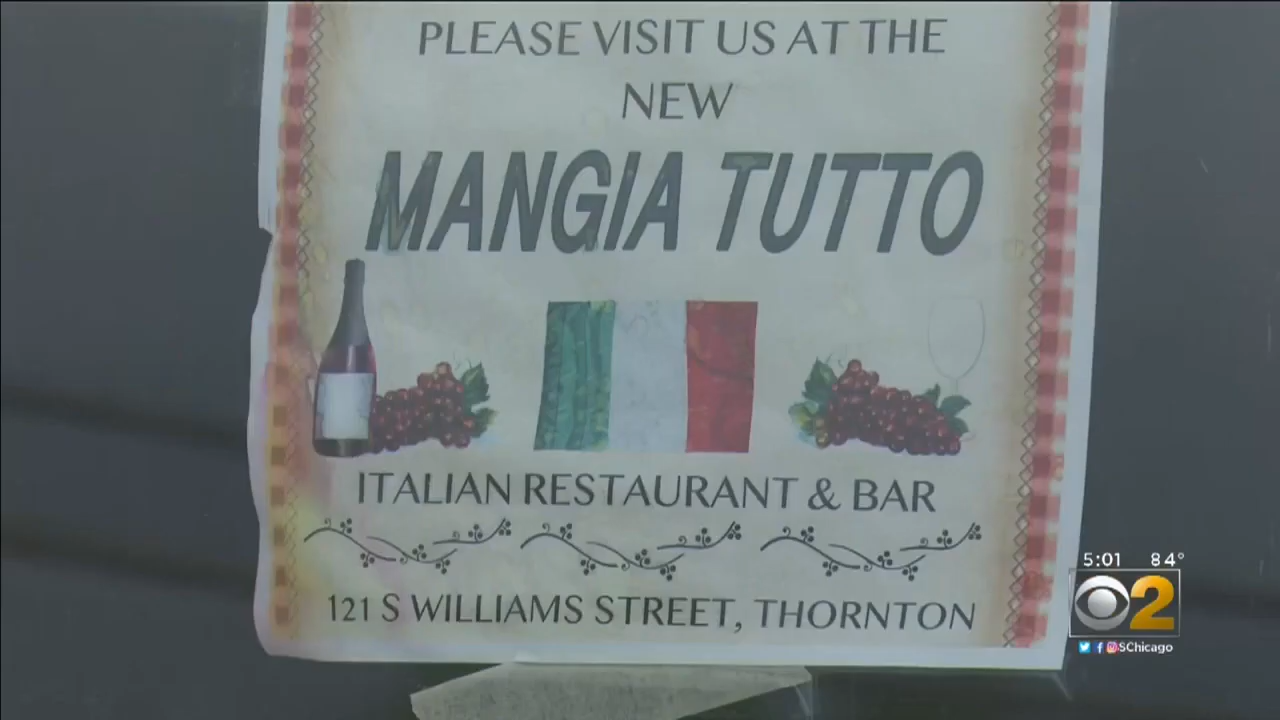 PLEASE VISIT US AT THE
NEW
MANGIA TUTTO
ITALIAN RESTAURANT & BAR
121 S WILLIAMS STREET, THORNTON
5:01 84°
2
SChicago